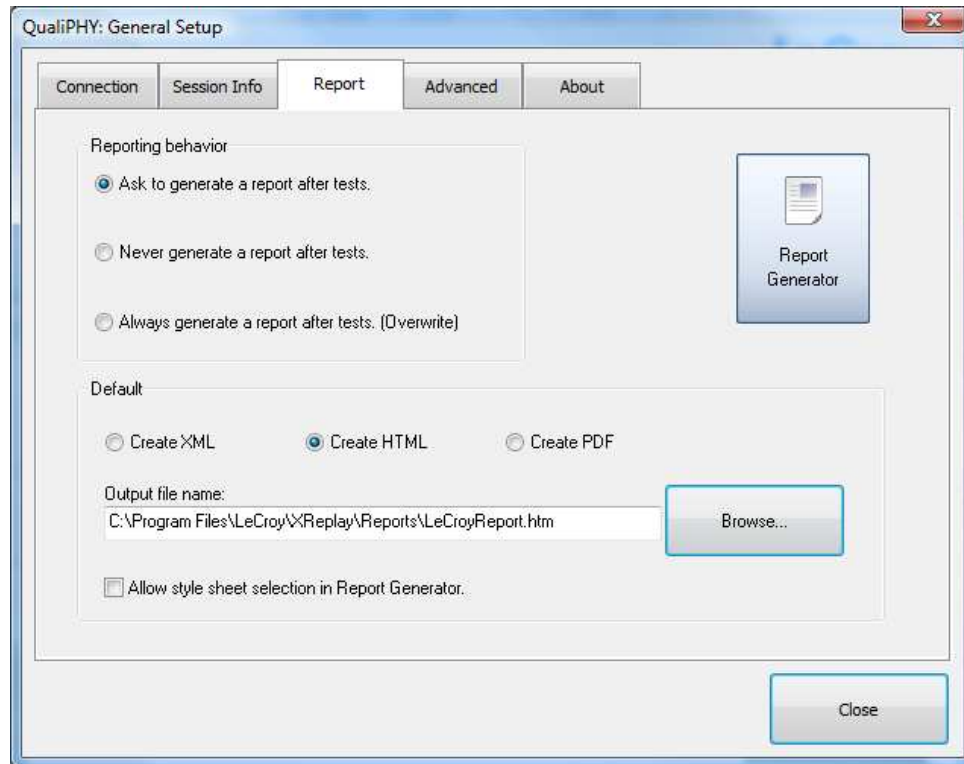 QualiPHY: General Setup
Connection
Session Info
Report
Advanced
About
Reporting behavior
Ask to generate a report after tests.
Never generate a report after tests.
Always generate a report after tests. (Overwrite)
Report
Generator
Default
Create XML
Create HTML
Create PDF
Output file name:
C:\Program Files\LeCroy\XReplay\Reports\LeCroyReport.htm
Browse...
Allow style sheet selection in Report Generator.
Close